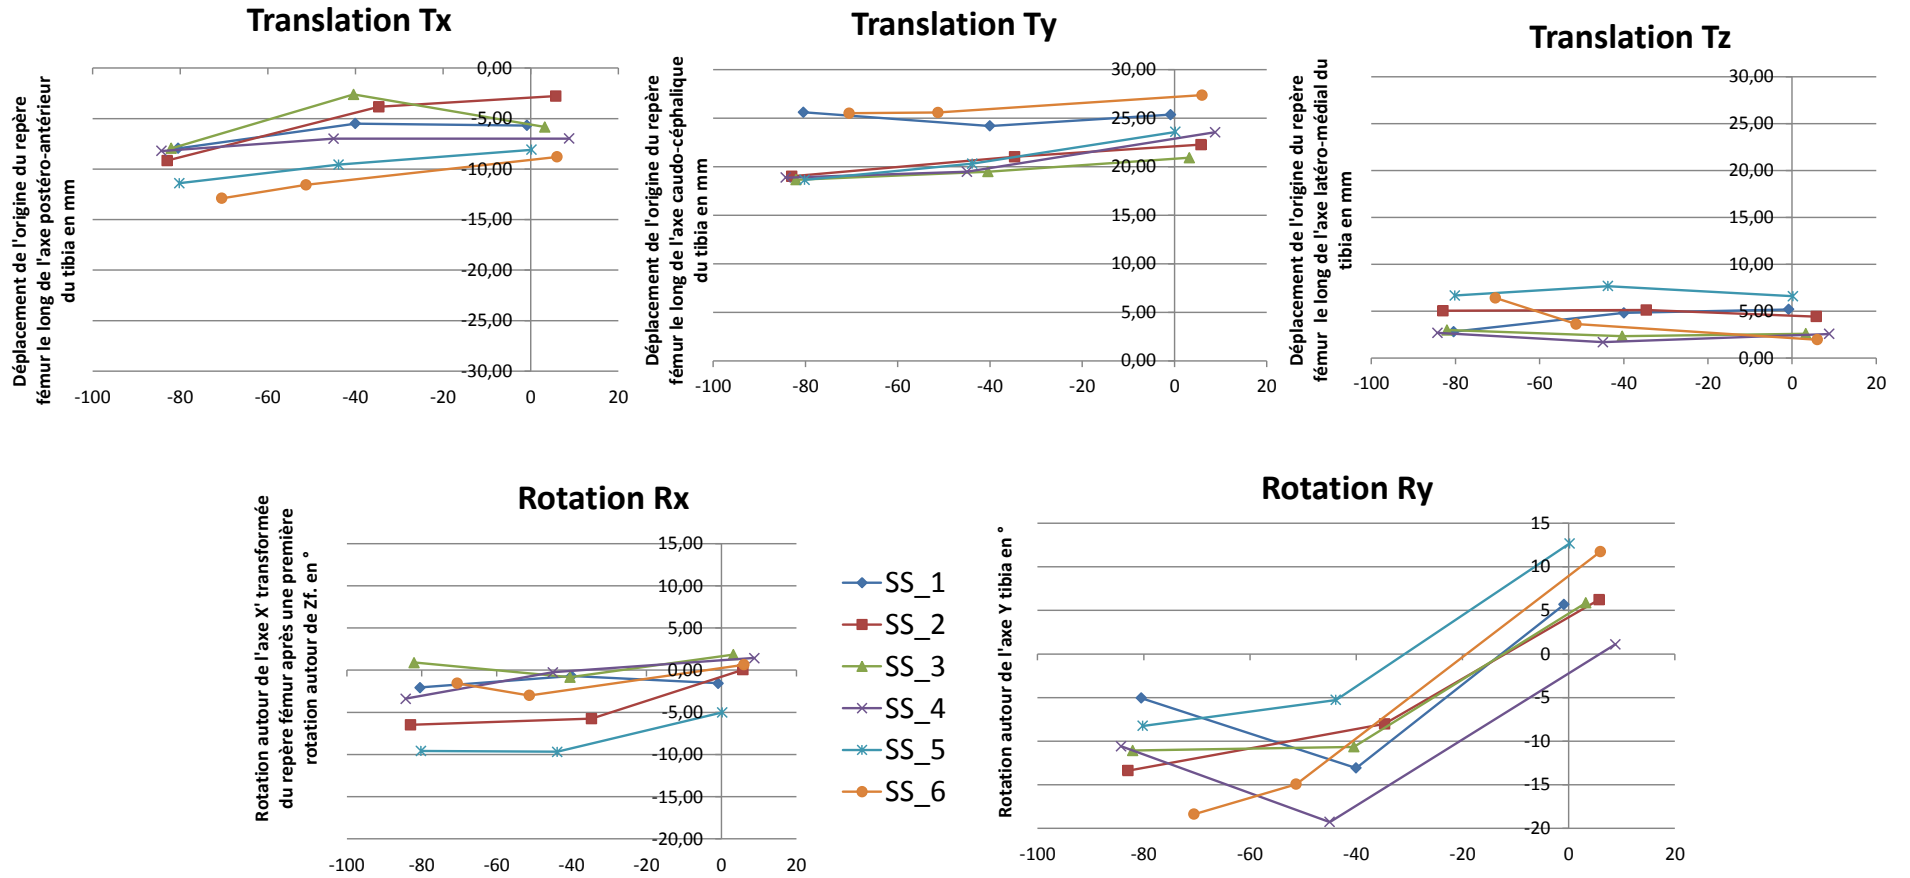 Translation Tx
Déplacement de l'origine du repère
fémur le long de l'axe postéro-antérieur
du tibia en mm
0,00
-5,00
-10,00
-15,00
-20,00
-25,00
-30,00
-100 -80 -60 -40 -20 0 20
Translation Ty
Déplacement de l'origine du repère
fémur le long de l'axe caudo-céphalique
du tibia en mm
30,00
25,00
20,00
15,00
10,00
5,00
0,00
-100 -80 -60 -40 -20 0 20
Translation Tz
Déplacement de l'origine du repère
fémur le long de l'axe latéro-médial du
tibia en mm
30,00
25,00
20,00
15,00
10,00
5,00
0,00
-100 -80 -60 -40 -20 0 20
Rotation Rx
Rotation autour de l'axe X' transformée
du repère fémur après une première
rotation autour de Zf. en °
15,00
10,00
5,00
0,00
-5,00
-10,00
-15,00
-20,00
-100 -80 -60 -40 -20 0 20
SS_1
SS_2
SS_3
SS_4
SS_5
SS_6
Rotation Ry
Rotation autour de l'axe Y tibia en °
15
10
5
0
-5
-10
-15
-20
-100 -80 -60 -40 -20 0 20